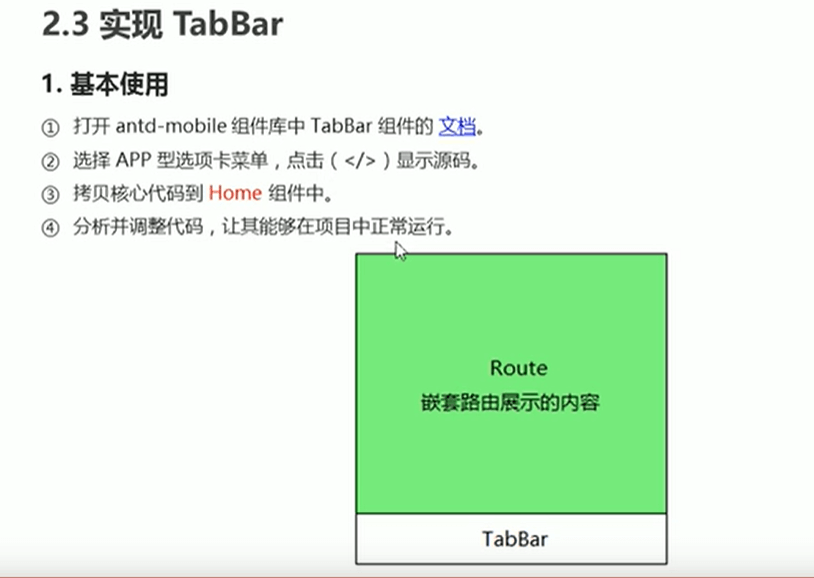 2.3 实现 TabBar
1. 基本使用
① 打开 antd-mobile 组件库中 TabBar 组件的 文档。
② 选择 APP 型选项卡菜单，点击（ </> ）显示源码。
③ 拷贝核心代码到 Home 组件中。
④ 分析并调整代码，让其能够在项目中正常运行。
Route
嵌套路由展示的内容
TabBar